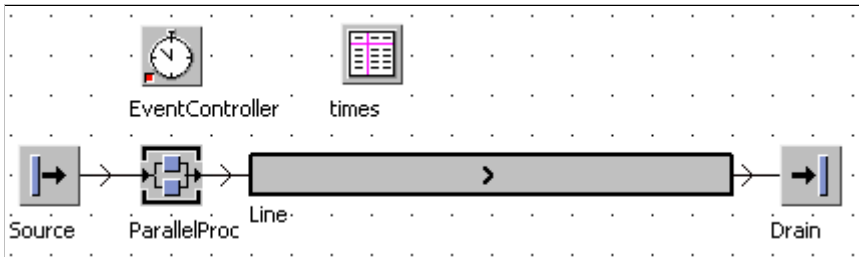 EventController
times
Source
ParallelProc
Line
Drain